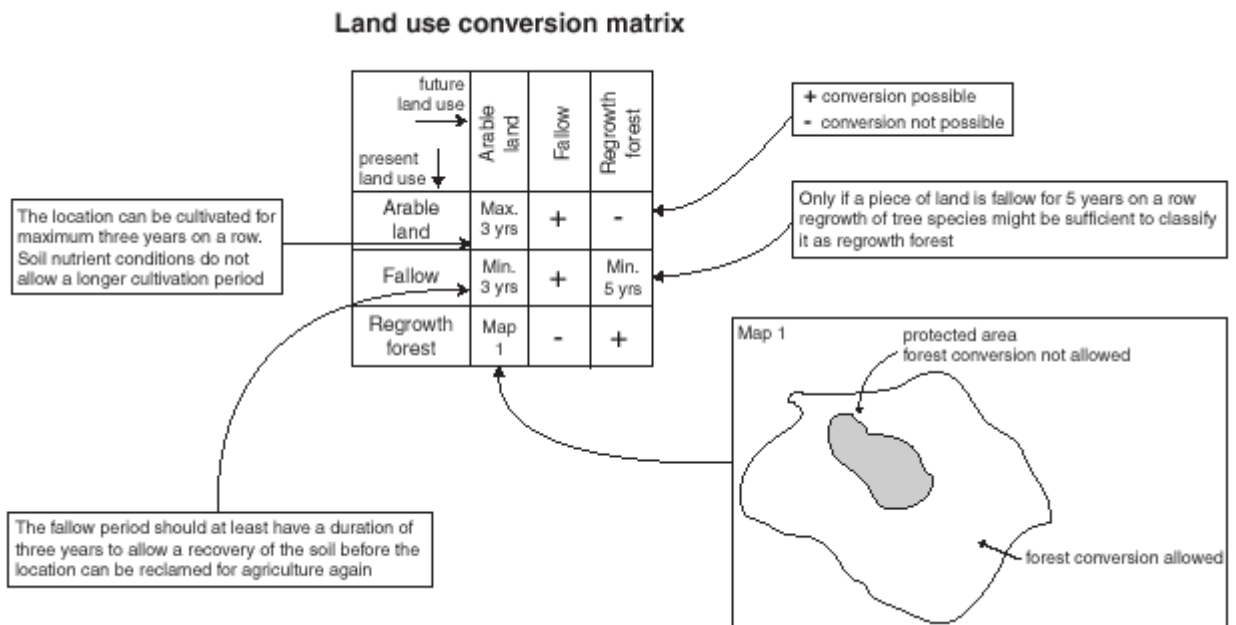 Land use conversion matrix
future
land use
present
land use
Arable
land
Fallow
Regrowth
forest
Arable
land
Max.
3 yrs
+
-
Fallow
Min.
3 yrs
+
Min.
5 yrs
Regrowth
forest
Map
1
-
+
+ conversion possible
- conversion not possible
The location can be cultivated for
maximum three years on a row.
Soil nutrient conditions do not
allow a longer cultivation period
Only if a piece of land is fallow for 5 years on a row
regrowth of tree species might be sufficient to classify
it as regrowth forest
The fallow period should at least have a duration of
three years to allow a recovery of the soil before the
location can be reclamed for agriculture again
Map 1
protected area
forest conversion not allowed
forest conversion allowed